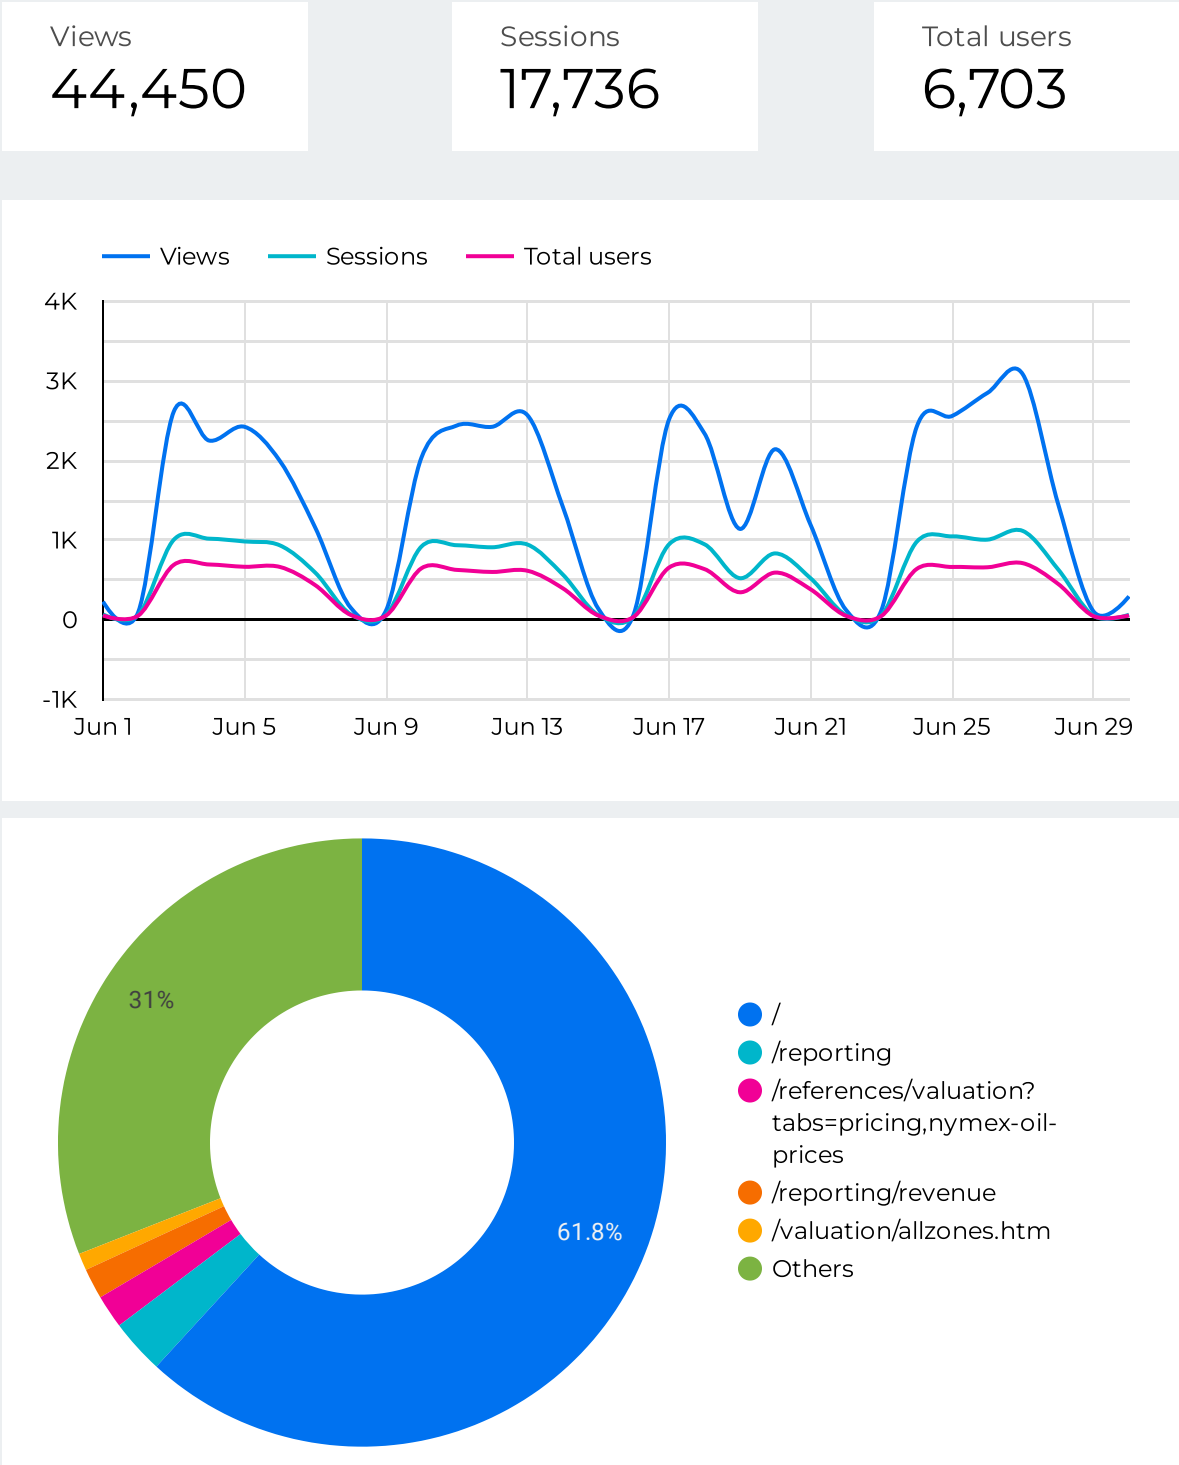 Views
44,450
Sessions
17,736
Total users
6,703
Views Sessions Total users
4K
3K
2K
1K
0
-1K
Jun 1 Jun 5 Jun 9 Jun 13 Jun 17 Jun 21 Jun 25 Jun 29
31%
61.8%
/
/reporting
/references/valuation?
tabs=pricing,nymex-oil-
prices
/reporting/revenue
/valuation/allzones.htm
Others